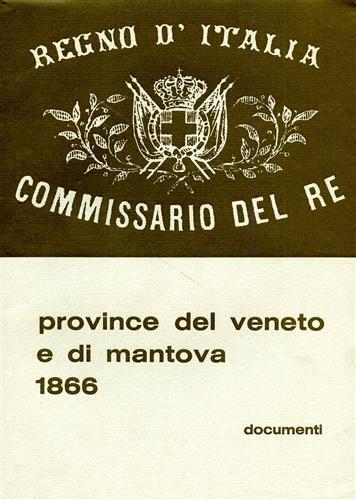 REGNO D' ITALIA
COMMISSARIO DEL RE
province del veneto
e di mantova
1866
documenti